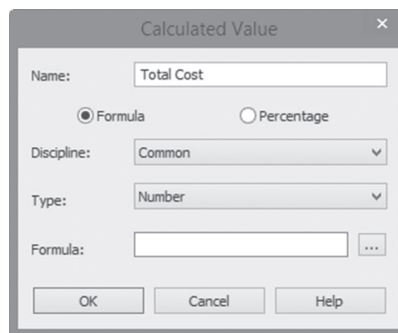 Calculated Value
Name: Total Cost
Formula Percentage
Discipline: Common
Type: Number
Formula: ...
OK Cancel Help